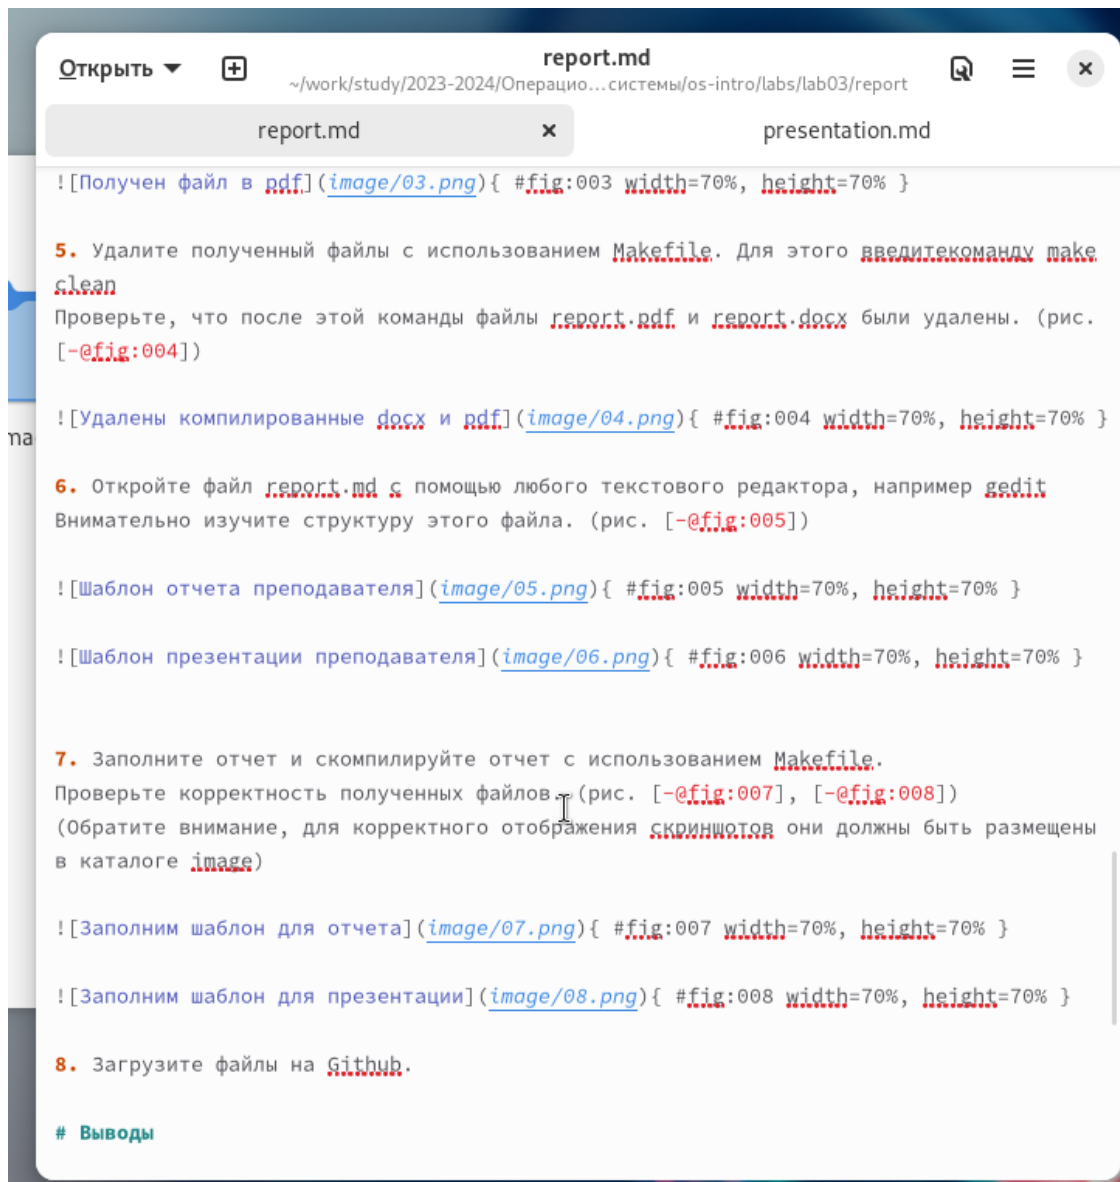 Открыть
report.md
~/work/study/2023-2024/Операцио…системы/os-intro/labs/lab03/report
report.md
presentation.md
![Получен файл в pdf](image/03.png){ #fig:003 width=70%, height=70% }
5. Удалите полученный файлы с использованием Makefile. Для этого введитекоманду make
clean
Проверьте, что после этой команды файлы report.pdf и report.docx были удалены. (рис.
[-@fig:004])
![Удалены компилированные docx и pdf](image/04.png){ #fig:004 width=70%, height=70% }
6. Откройте файл report.md c помощью любого текстового редактора, например gedit
Внимательно изучите структуру этого файла. (рис. [-@fig:005])
![Шаблон отчета преподавателя](image/05.png){ #fig:005 width=70%, height=70% }
![Шаблон презентации преподавателя](image/06.png){ #fig:006 width=70%, height=70% }
7. Заполните отчет и скомпилируйте отчет с использованием Makefile.
Проверьте корректность полученных файлов. (рис. [-@fig:007], [-@fig:008])
(Обратите внимание, для корректного отображения скриншотов они должны быть размещены
в каталоге image)
![Заполним шаблон для отчета](image/07.png){ #fig:007 width=70%, height=70% }
![Заполним шаблон для презентации](image/08.png){ #fig:008 width=70%, height=70% }
8. Загрузите файлы на Github.
# Выводы